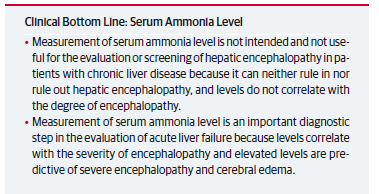 Clinical Bottom Line: Serum Ammonia Level
• Measurement of serum ammonia level is not intended and not use-
ful for the evaluation or screening of hepatic encephalopathy in pa-
tients with chronic liver disease because it can neither rule in nor
rule out hepatic encephalopathy, and levels do not correlate with
the degree of encephalopathy.
• Measurement of serum ammonia level is an important diagnostic
step in the evaluation of acute liver failure because levels correlate
with the severity of encephalopathy and elevated levels are pre-
dictive of severe encephalopathy and cerebral edema.